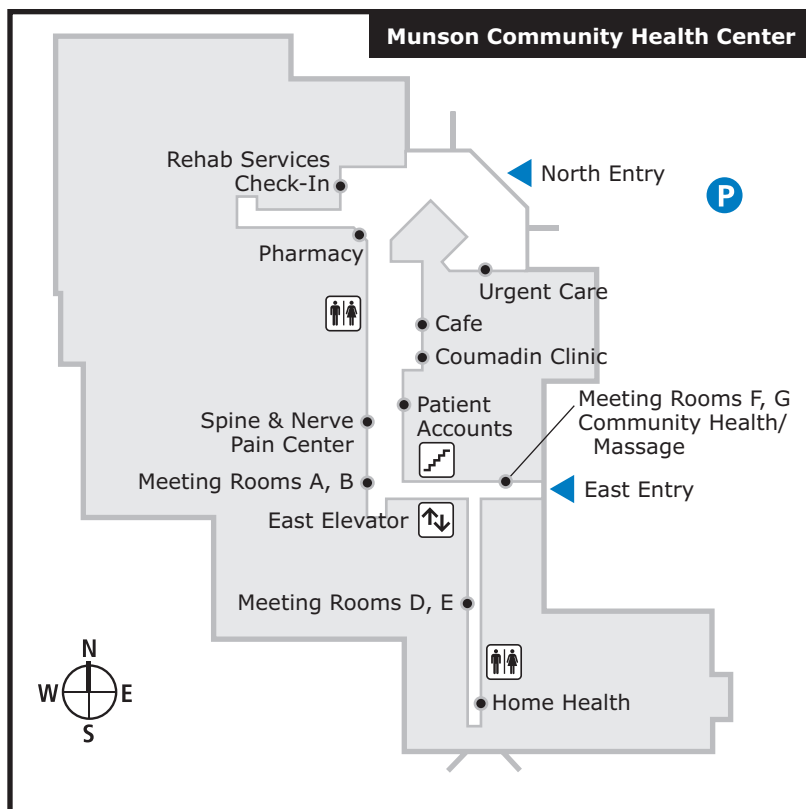 Munson Community Health Center
Rehab Services
Check-In
North Entry
P
Pharmacy
Urgent Care
Cafe
Coumadin Clinic
Patient
Accounts
Meeting Rooms F, G
Community Health/
Massage
Spine & Nerve
Pain Center
Meeting Rooms A, B
East Entry
East Elevator
Meeting Rooms D, E
Home Health
N
W
E
S